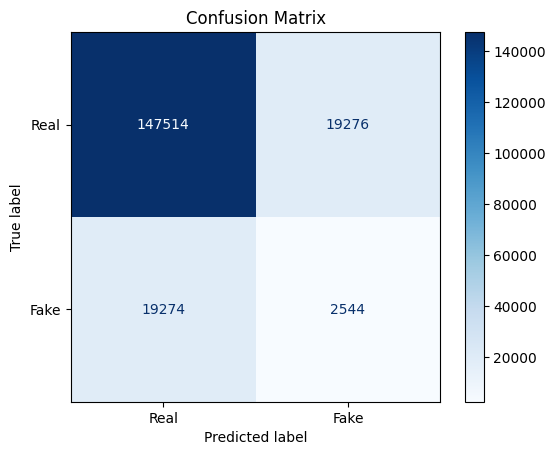 Confusion Matrix
Real
147514
19276
Fake
19274
2544
Real
Fake
Predicted label
True label
140000
120000
100000
80000
60000
40000
20000